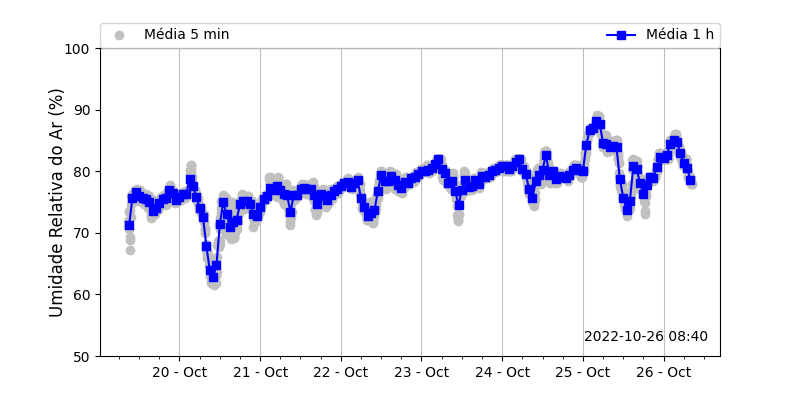 Média 5 min Média 1 h
100
90
80
70
60
50
Umidade Relativa do Ar (%)
2022-10-26 08:40
20 - Oct 21 - Oct 22 - Oct 23 - Oct 24 - Oct 25 - Oct 26 - Oct